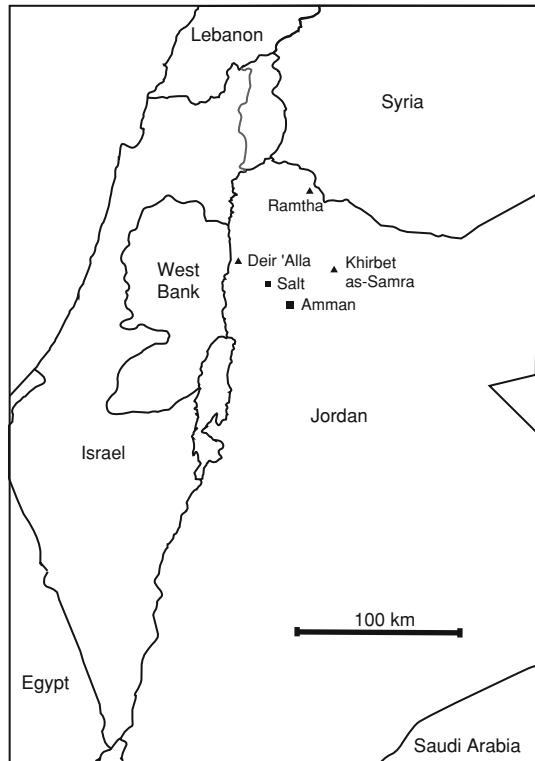 Lebanon
Syria
Ramtha
Deir 'Alla
Khirbet
as-Samra
West
Bank
Salt
Amman
Jordan
Israel
100 km
Egypt
Saudi Arabia